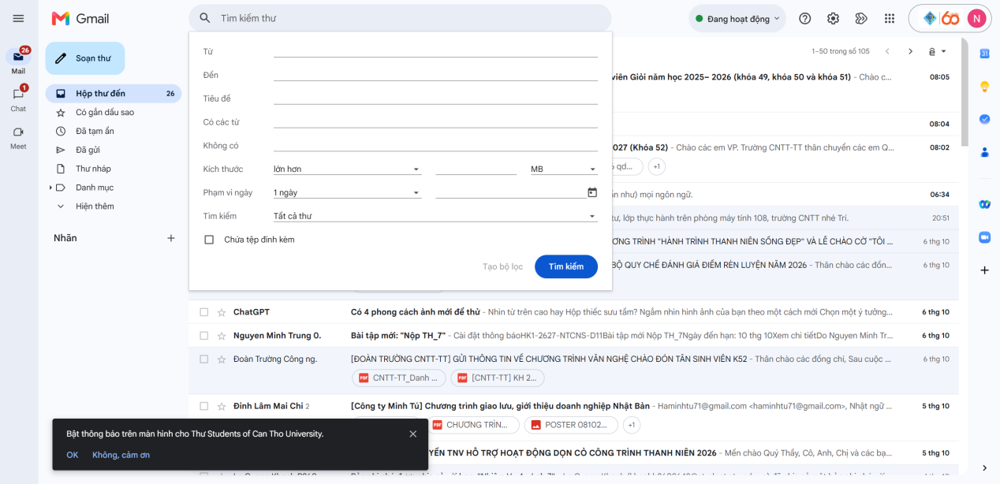 Gmail
Tìm kiếm thư
Đang hoạt động
N
26
Mail
1
Chat
Meet
Soạn thư
Hộp thư đến 26
Có gắn dấu sao
Đã tạm ẩn
Đã gửi
Thư nháp
Danh mục
Hiện thêm
Nhãn
Từ
Đến
Tiêu đề
Có các từ
Không có
Kích thước lớn hơn MB
Phạm vi ngày 1 ngày
Tìm kiếm Tất cả thư
Chứa tệp đính kèm
Tạo bộ lọc Tìm kiếm
1–50 trong số 105
viên Giỏi năm học 2025– 2026 (khóa 49, khóa 50 và khóa 51) - Chào c... 08:05
08:04
027 (Khóa 52) - Chào các em VP. Trường CNTT-TT thân chuyển các em Q... 08:02
qd... +1
ần như) mọi ngôn ngữ. 06:34
tư, lớp thực hành trên phòng máy tính 108, trường CNTT nhé Trí. 20:51
ƠNG TRÌNH "HÀNH TRÌNH THANH NIÊN SỐNG ĐẸP" VÀ LỄ CHÀO CỜ "TÔI ... 6 thg 10
BỘ QUY CHẾ ĐÁNH GIÁ ĐIỂM RÈN LUYỆN NĂM 2026 - Thân chào các đồn... 6 thg 10
ChatGPT Có 4 phong cách ảnh mới để thử - Nhìn từ trên cao hay Hộp thiếc sưu tầm? Ngắm nhìn hình ảnh của bạn theo một cách mới Chọn một ý tưởng... 6 thg 10
Nguyen Minh Trung 0. Bài tập mới: "Nộp TH_7" - Cài đặt thông báoHK1-2627-NTCNS-D11Bài tập mới Nộp TH_7Ngày đến hạn: 10 thg 10Xem chi tiếtDo Nguyen Minh Tr... 6 thg 10
Đoàn Trường Công ng. [ĐOÀN TRƯỜNG CNTT-TT] GỬI THÔNG TIN VỀ CHƯƠNG TRÌNH VĂN NGHỆ CHÀO ĐÓN TÂN SINH VIÊN K52 - Thân chào các đồng chí, Sau cuộc ... 6 thg 10
PDF CNTT-TT_Danh ... PDF [CNTT-TT] KH 2...
Đinh Lâm Mai Chi 2 [Công ty Minh Tú] Chương trình giao lưu, giới thiệu doanh nghiệp Nhật Bản - Haminhtu71@gmail.com <haminhtu71@gmail.com>, Nhật ngữ ... 5 thg 10
PDF CHƯƠNG TRÌN... POSTER 08102... +1
YỂN TNV HỖ TRỢ HOẠT ĐỘNG DỌN CỎ CÔNG TRÌNH THANH NIÊN 2026 - Mến chào Quý Thầy, Cô, Anh, Chị và các bạ... 5 thg 10
Bật thông báo trên màn hình cho Thư Students of Can Tho University.
OK Không, cảm ơn
31